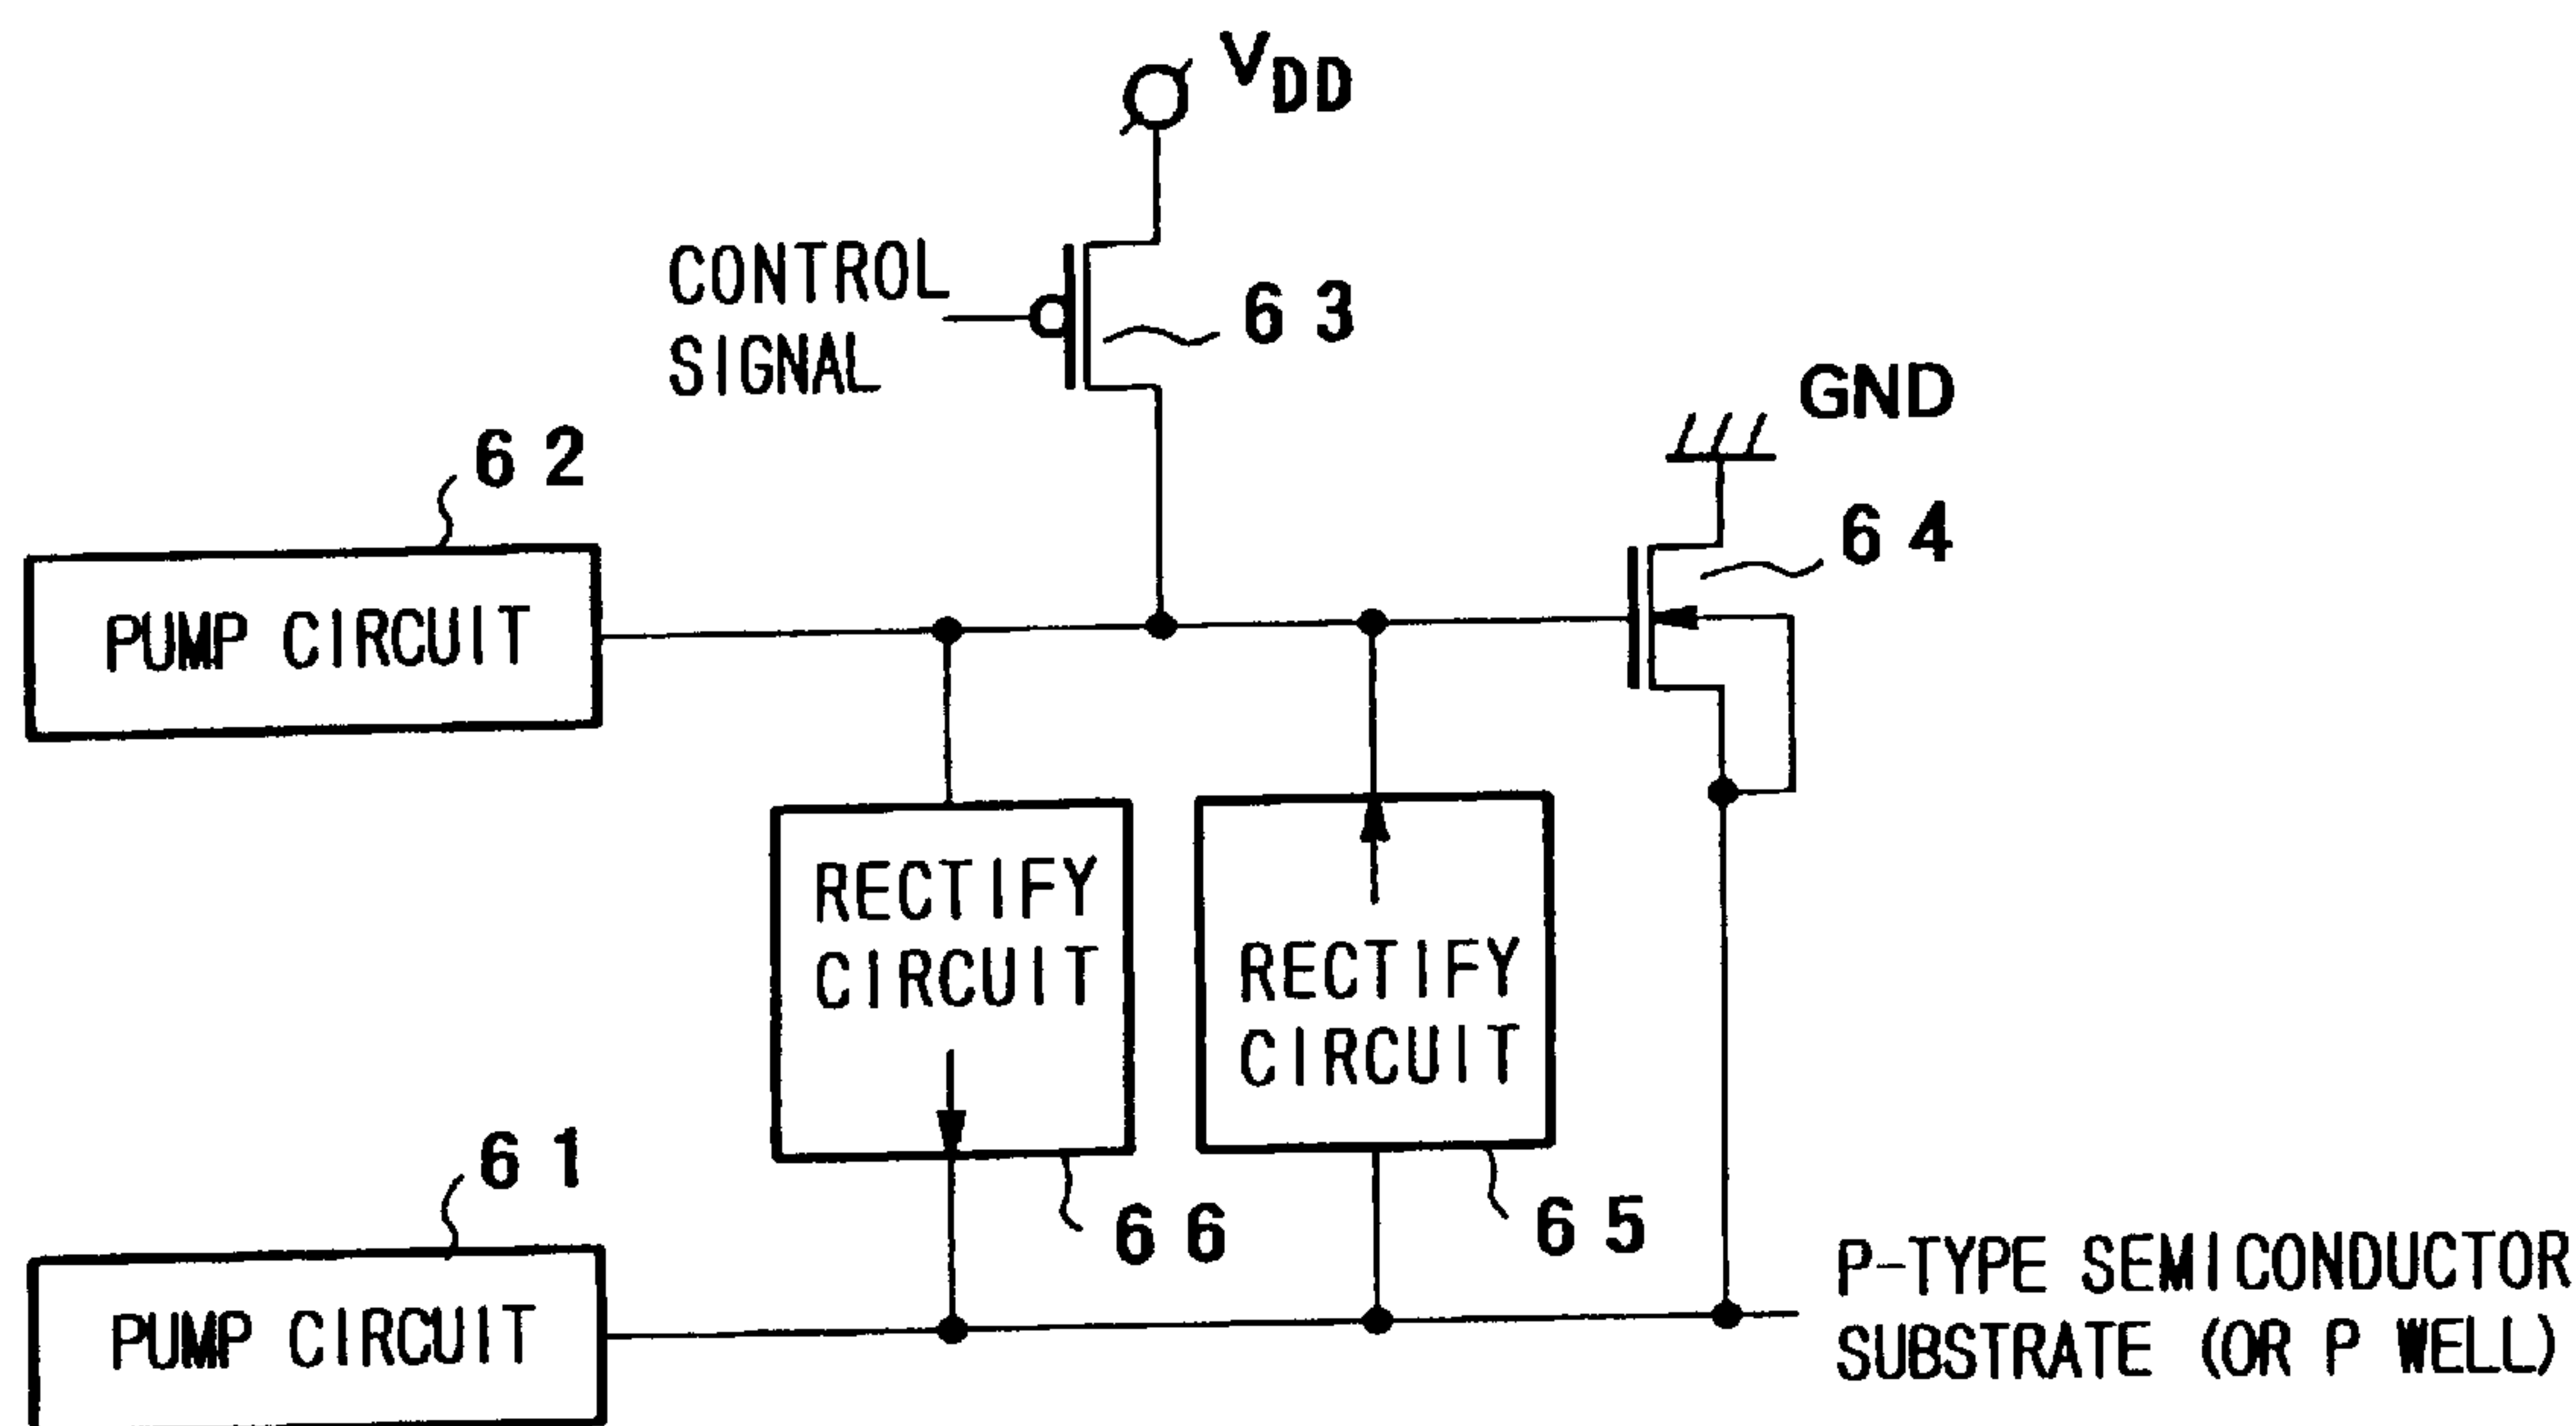 VDD
CONTROL
SIGNAL
63
GND
62
64
PUMP CIRCUIT
RECTIFY
CIRCUIT
RECTIFY
CIRCUIT
61
66
65
PUMP CIRCUIT
P-TYPE SEMICONDUCTOR
SUBSTRATE (OR P WELL)